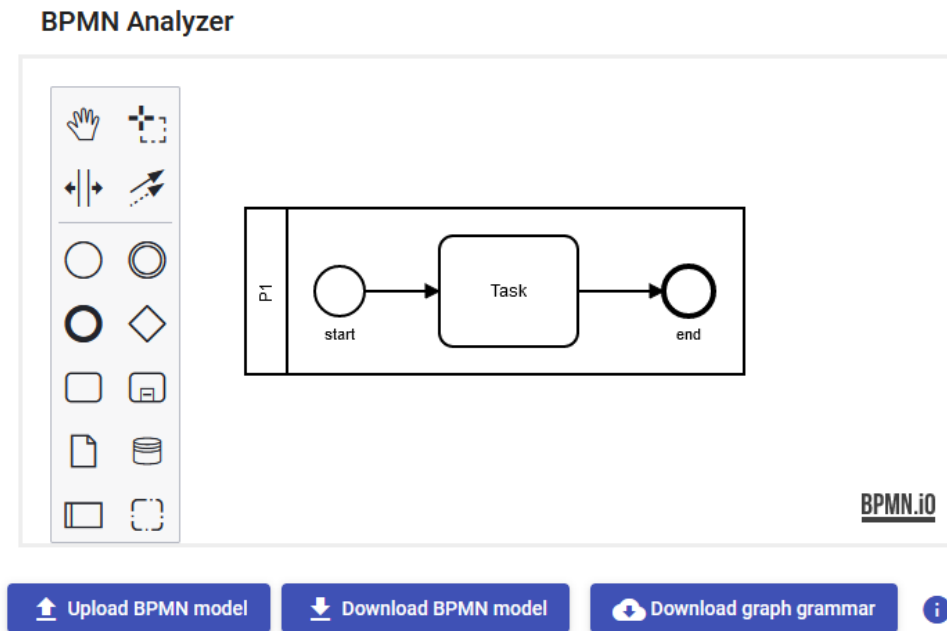 BPMN Analyzer
P1
Task
start
end
BPMN.iO
Upload BPMN model
Download BPMN model
Download graph grammar
i